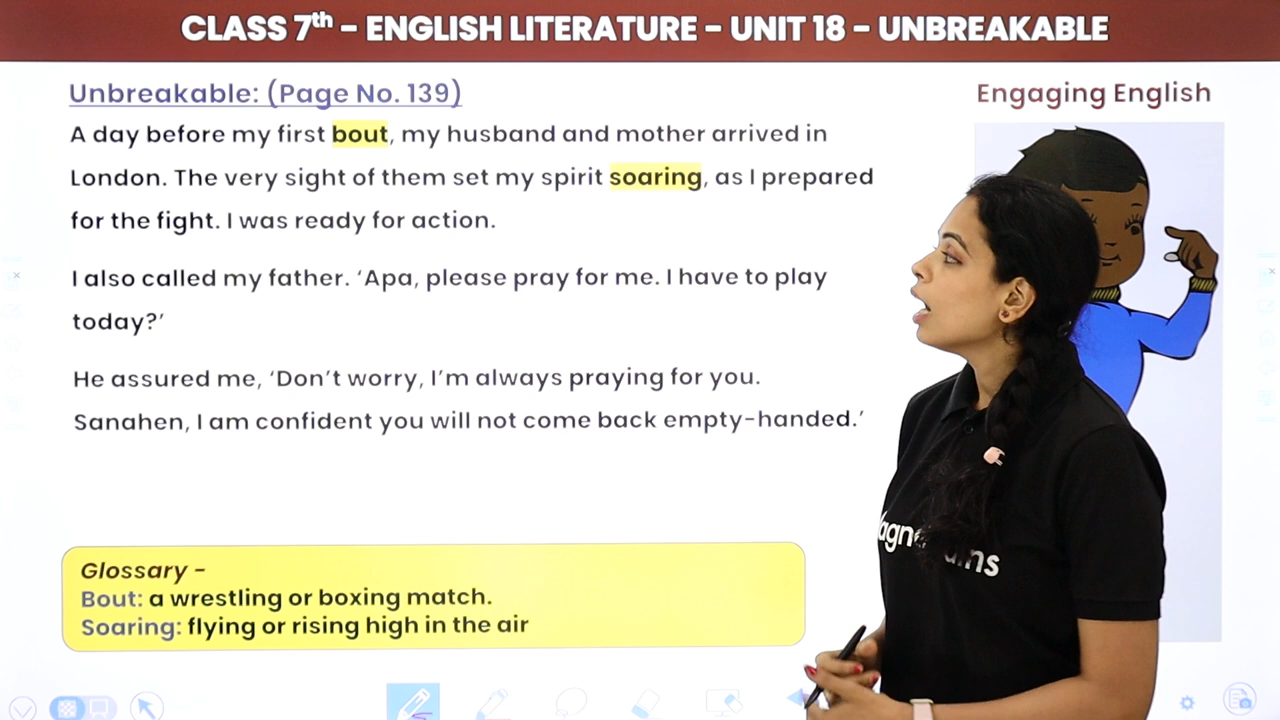 CLASS 7th – ENGLISH LITERATURE – UNIT 18 – UNBREAKABLE
Unbreakable: (Page No. 139)
Engaging English
A day before my first bout, my husband and mother arrived in
London. The very sight of them set my spirit soaring, as I prepared
for the fight. I was ready for action.
I also called my father. ‘Apa, please pray for me. I have to play
today?’
He assured me, ‘Don’t worry, I’m always praying for you.
Sanahen, I am confident you will not come back empty-handed.’
Glossary –
Bout: a wrestling or boxing match.
Soaring: flying or rising high in the air